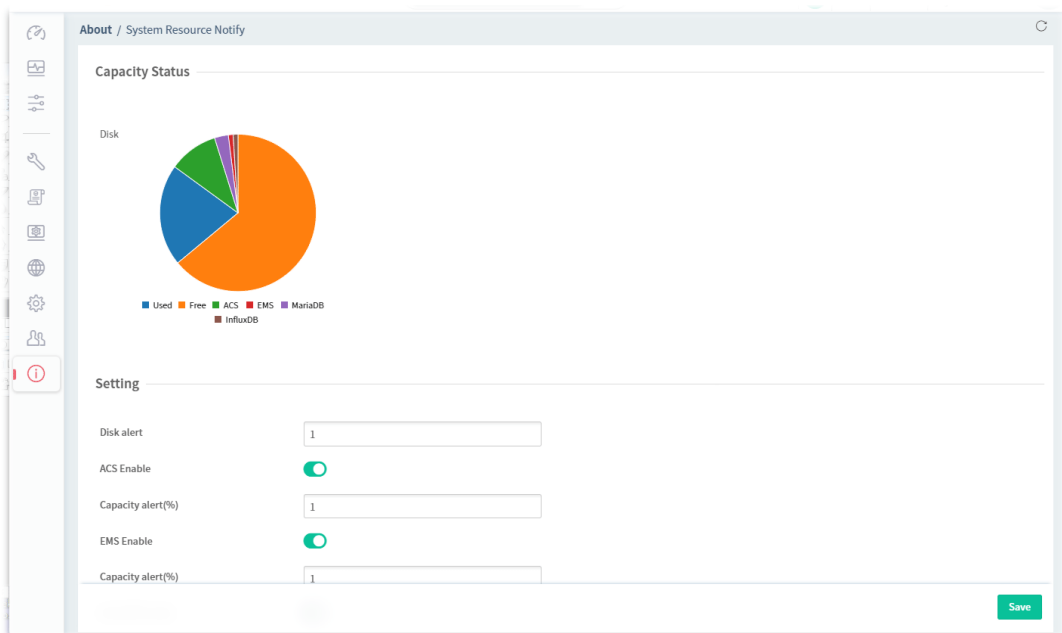 About / System Resource Notify
Capacity Status
Disk
Used Free ACS EMS MariaDB
InfluxDB
Setting
Disk alert 1
ACS Enable
Capacity alert(%) 1
EMS Enable
Capacity alert(%) 1
Save